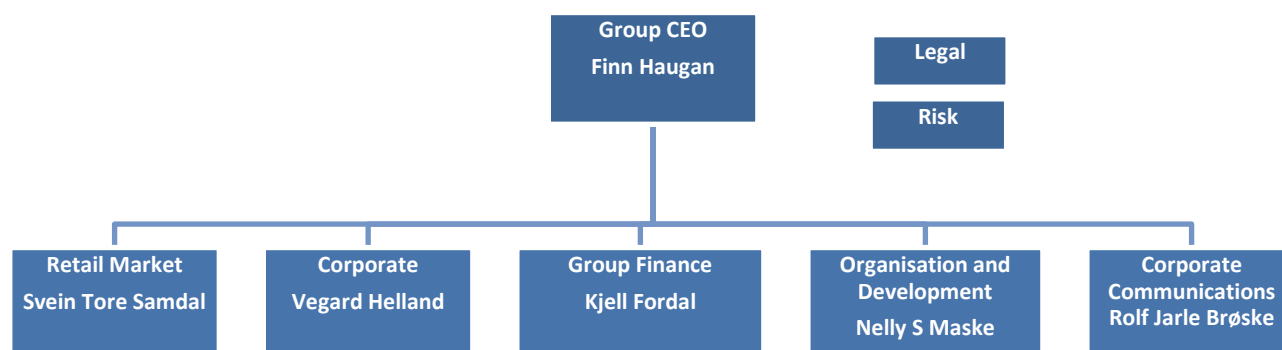 Group CEO
Finn Haugan
Legal
Risk
Retail Market
Svein Tore Samdal
Corporate
Vegard Helland
Group Finance
Kjell Fordal
Organisation and
Development
Nelly S Maske
Corporate
Communications
Rolf Jarle Brøske